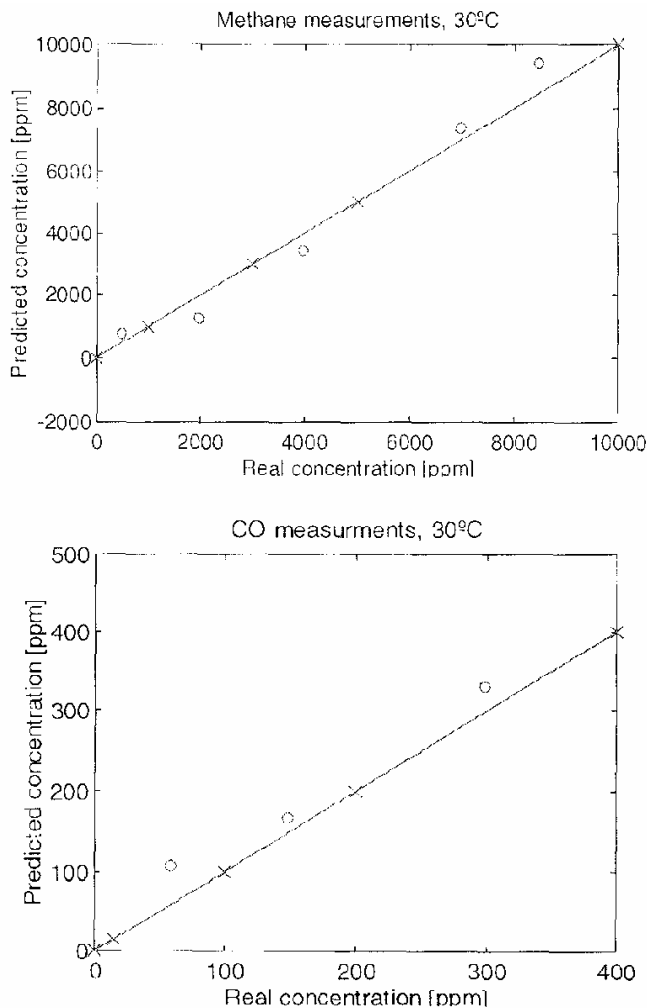 Methane measurements, 30ºC
Predicted concentration [ppm]
10000
8000
6000
4000
2000
0
-2000
0 2000 4000 6000 8000 10000
Real concentration [ppm]
CO measurments, 30ºC
Predicted concentration [ppm]
500
400
300
200
100
0
0 100 200 300 400
Real concentration [ppm]